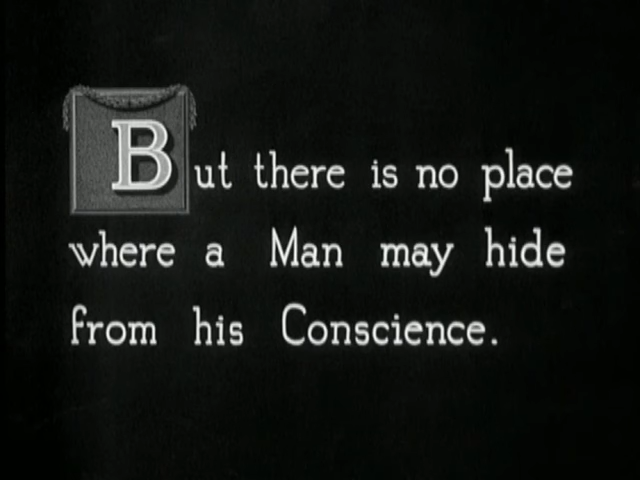 But there is no place
where a Man may hide
from his Conscience.